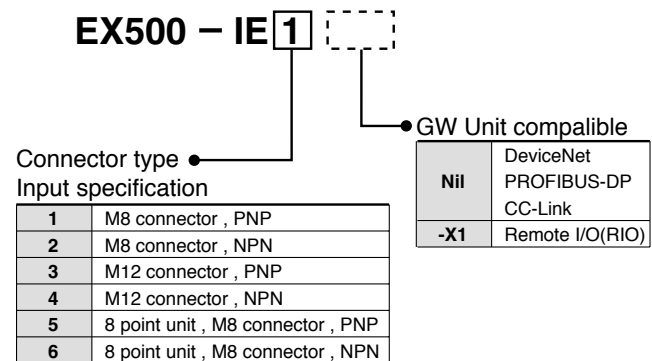 EX500 – IE 1
GW Unit compalible
Nil
DeviceNet
PROFIBUS-DP
CC-Link
-X1 Remote I/O(RIO)
Connector type
Input specification
1 M8 connector , PNP
2 M8 connector , NPN
3 M12 connector , PNP
4 M12 connector , NPN
5 8 point unit , M8 connector , PNP
6 8 point unit , M8 connector , NPN